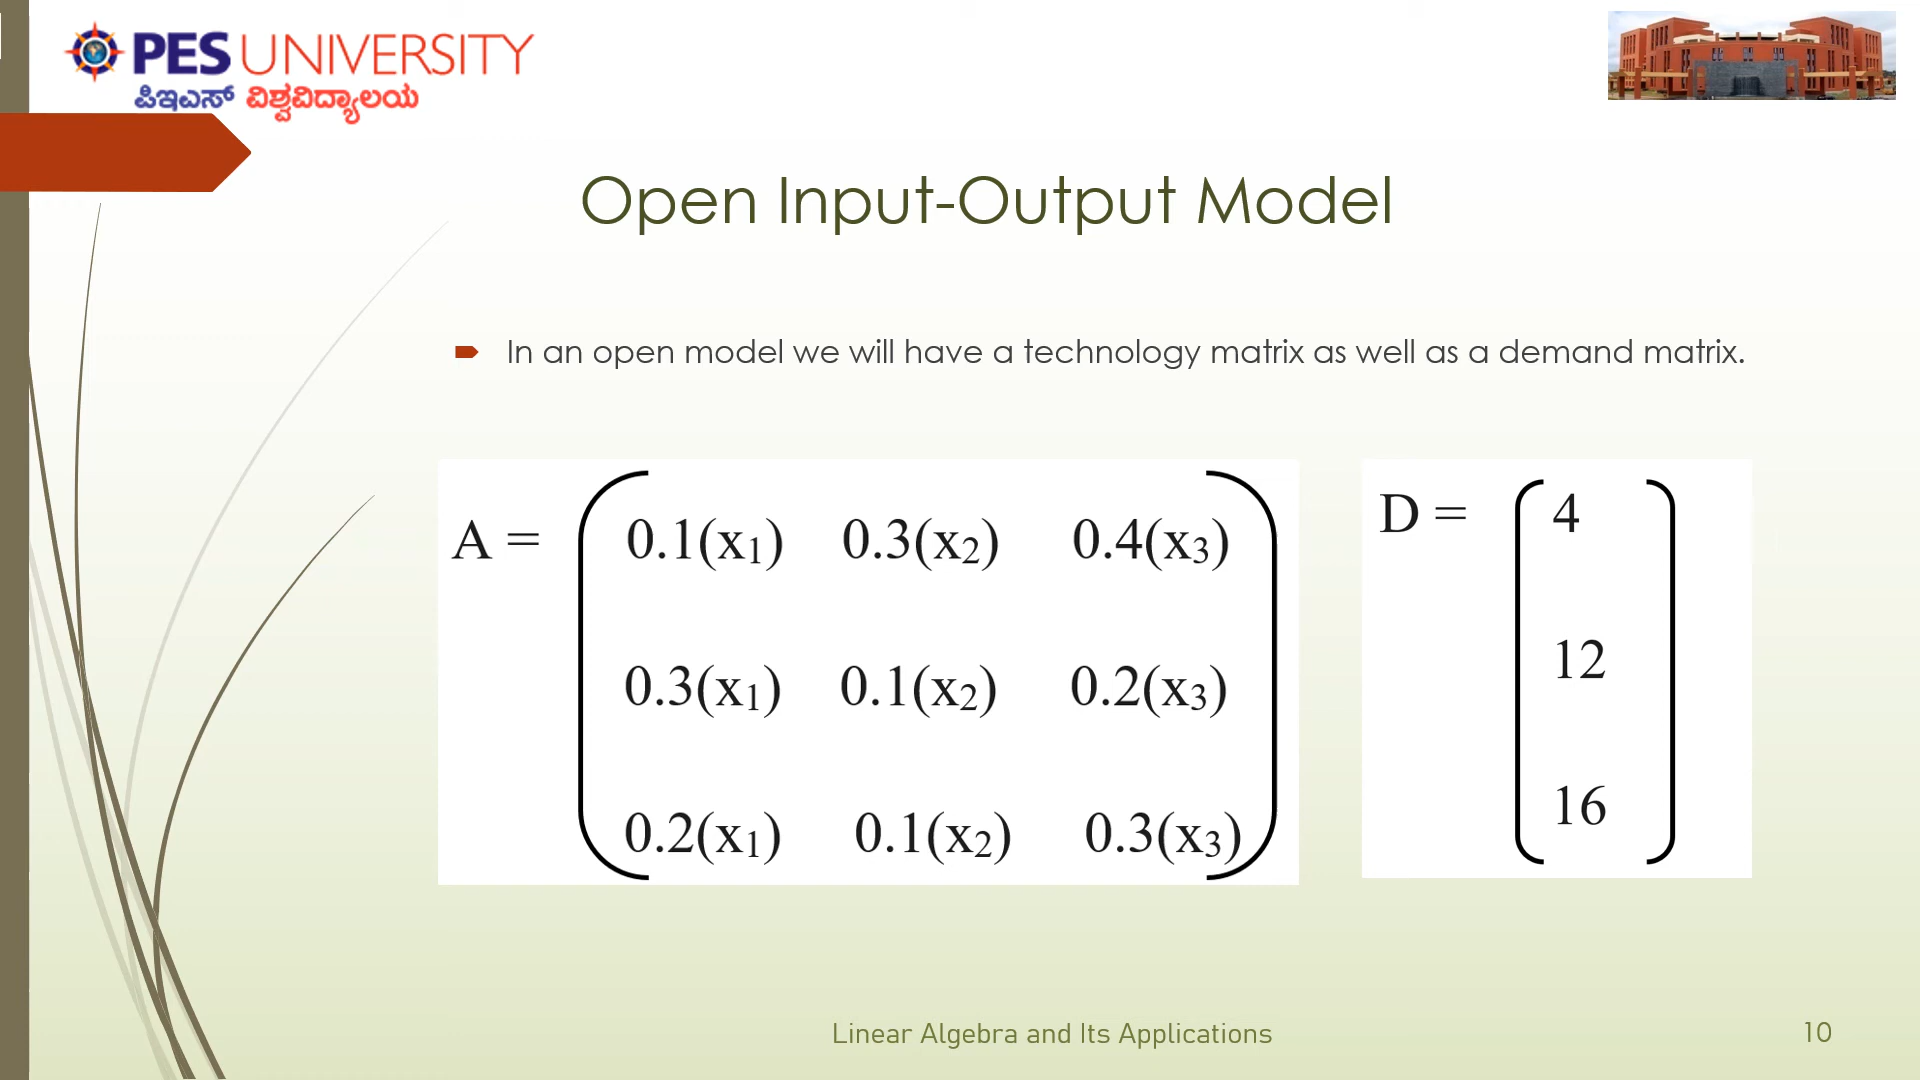 PES UNIVERSITY
ಪಿಇಎಸ್ ವಿಶ್ವವಿದ್ಯಾಲಯ
Open Input-Output Model
In an open model we will have a technology matrix as well as a demand matrix.
A = 0.1(x₁) 0.3(x₂) 0.4(x₃)
0.3(x₁) 0.1(x₂) 0.2(x₃)
0.2(x₁) 0.1(x₂) 0.3(x₃)
D = 4
12
16
Linear Algebra and Its Applications
10